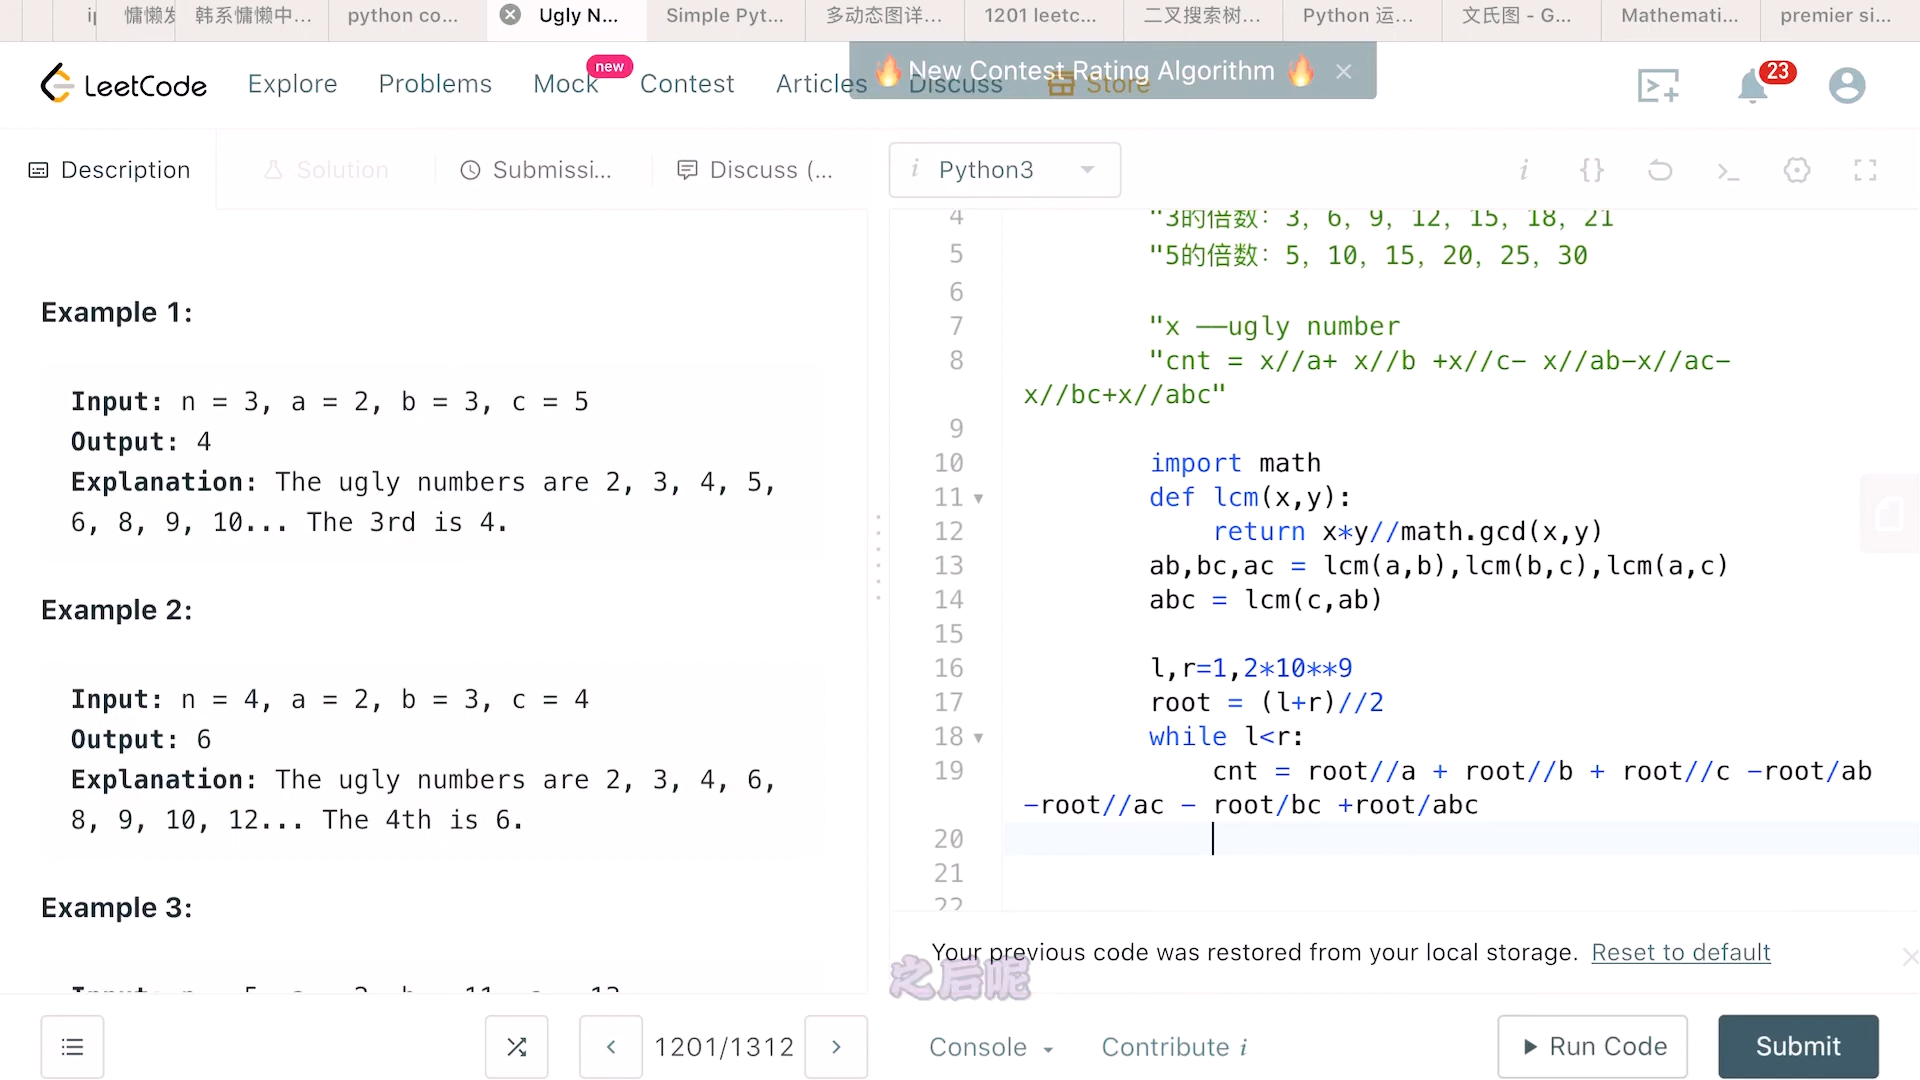 慵懒发
韩系慵懒中...
python co...
Ugly N...
Simple Pyt...
多动态图详...
1201 leetc...
二叉搜索树...
Python 运...
文氏图 - G...
Mathemati...
premier si...
LeetCode
Explore
Problems
Mock
new
Contest
Articles
Discuss
Store
🔥 New Contest Rating Algorithm 🔥
23
Description
Solution
Submissi...
Discuss (...
i Python3
Example 1:
Input: n = 3, a = 2, b = 3, c = 5
Output: 4
Explanation: The ugly numbers are 2, 3, 4, 5,
6, 8, 9, 10... The 3rd is 4.
Example 2:
Input: n = 4, a = 2, b = 3, c = 4
Output: 6
Explanation: The ugly numbers are 2, 3, 4, 6,
8, 9, 10, 12... The 4th is 6.
Example 3:
4 "3的倍数：3, 6, 9, 12, 15, 18, 21
5 "5的倍数：5, 10, 15, 20, 25, 30
6
7 "x ——ugly number
8 "cnt = x//a+ x//b +x//c- x//ab-x//ac-
x//bc+x//abc"
9
10 import math
11 def lcm(x,y):
12 return x*y//math.gcd(x,y)
13 ab,bc,ac = lcm(a,b),lcm(b,c),lcm(a,c)
14 abc = lcm(c,ab)
15
16 l,r=1,2*10**9
17 root = (l+r)//2
18 while l<r:
19 cnt = root//a + root//b + root//c -root/ab
-root//ac - root/bc +root/abc
20
21
22
Your previous code was restored from your local storage. Reset to default
之后呢
1201/1312
Console
Contribute i
Run Code
Submit